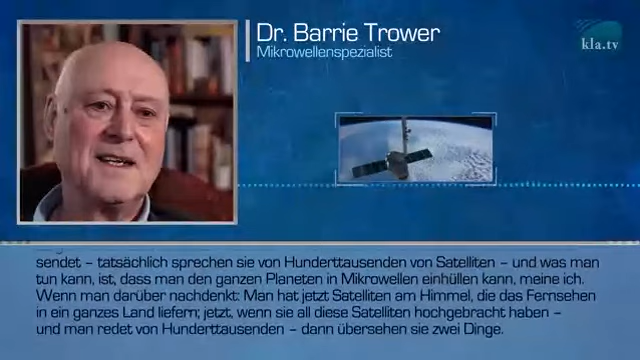 Dr. Barrie Trower
Mikrowellenspezialist
kla.tv
sendet – tatsächlich sprechen sie von Hunderttausenden von Satelliten – und was man
tun kann, ist, dass man den ganzen Planeten in Mikrowellen einhüllen kann, meine ich.
Wenn man darüber nachdenkt: Man hat jetzt Satelliten am Himmel, die das Fernsehen
in ein ganzes Land liefern; jetzt, wenn sie all diese Satelliten hochgebracht haben –
und man redet von Hunderttausenden – dann übersehen sie zwei Dinge.